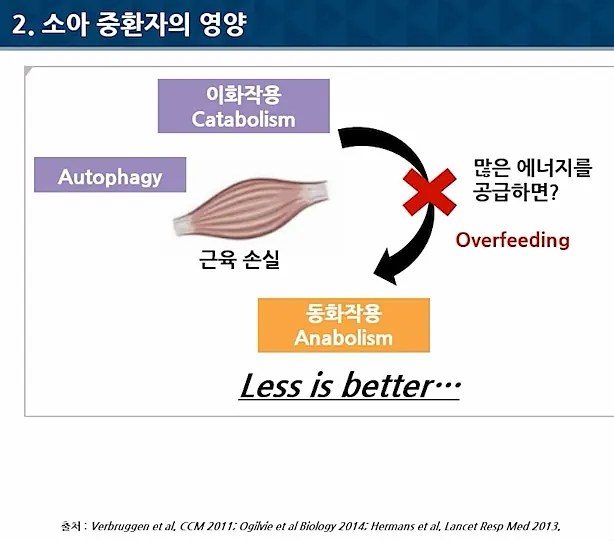 2. 소아 중환자의 영양
이화작용
Catabolism
Autophagy
많은 에너지를
공급하면?
Overfeeding
근육 손실
동화작용
Anabolism
Less is better…
출처 : Verbruggen et al, CCM 2011; Ogilvie et al Biology 2014; Hermans et al, Lancet Resp Med 2013.